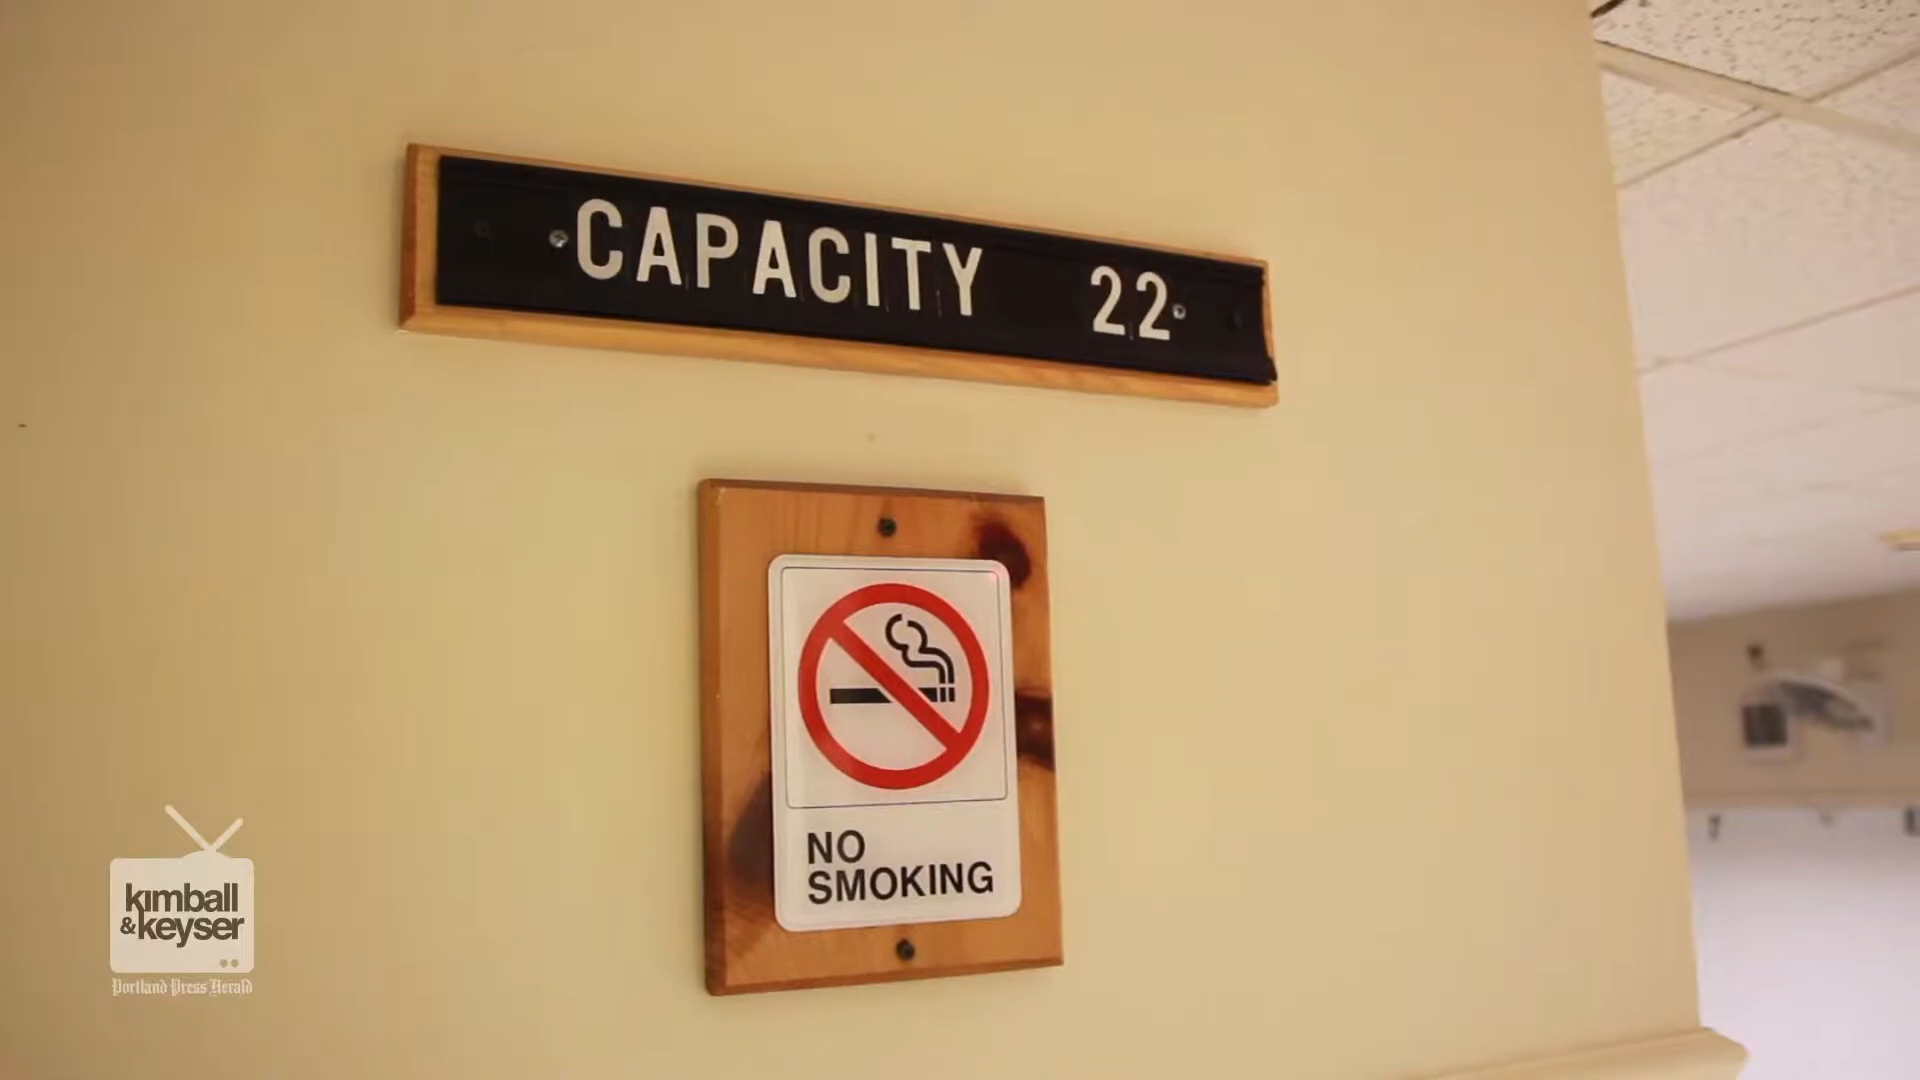 CAPACITY 22
NO
SMOKING
kimball
&keyser
Portland Press Herald